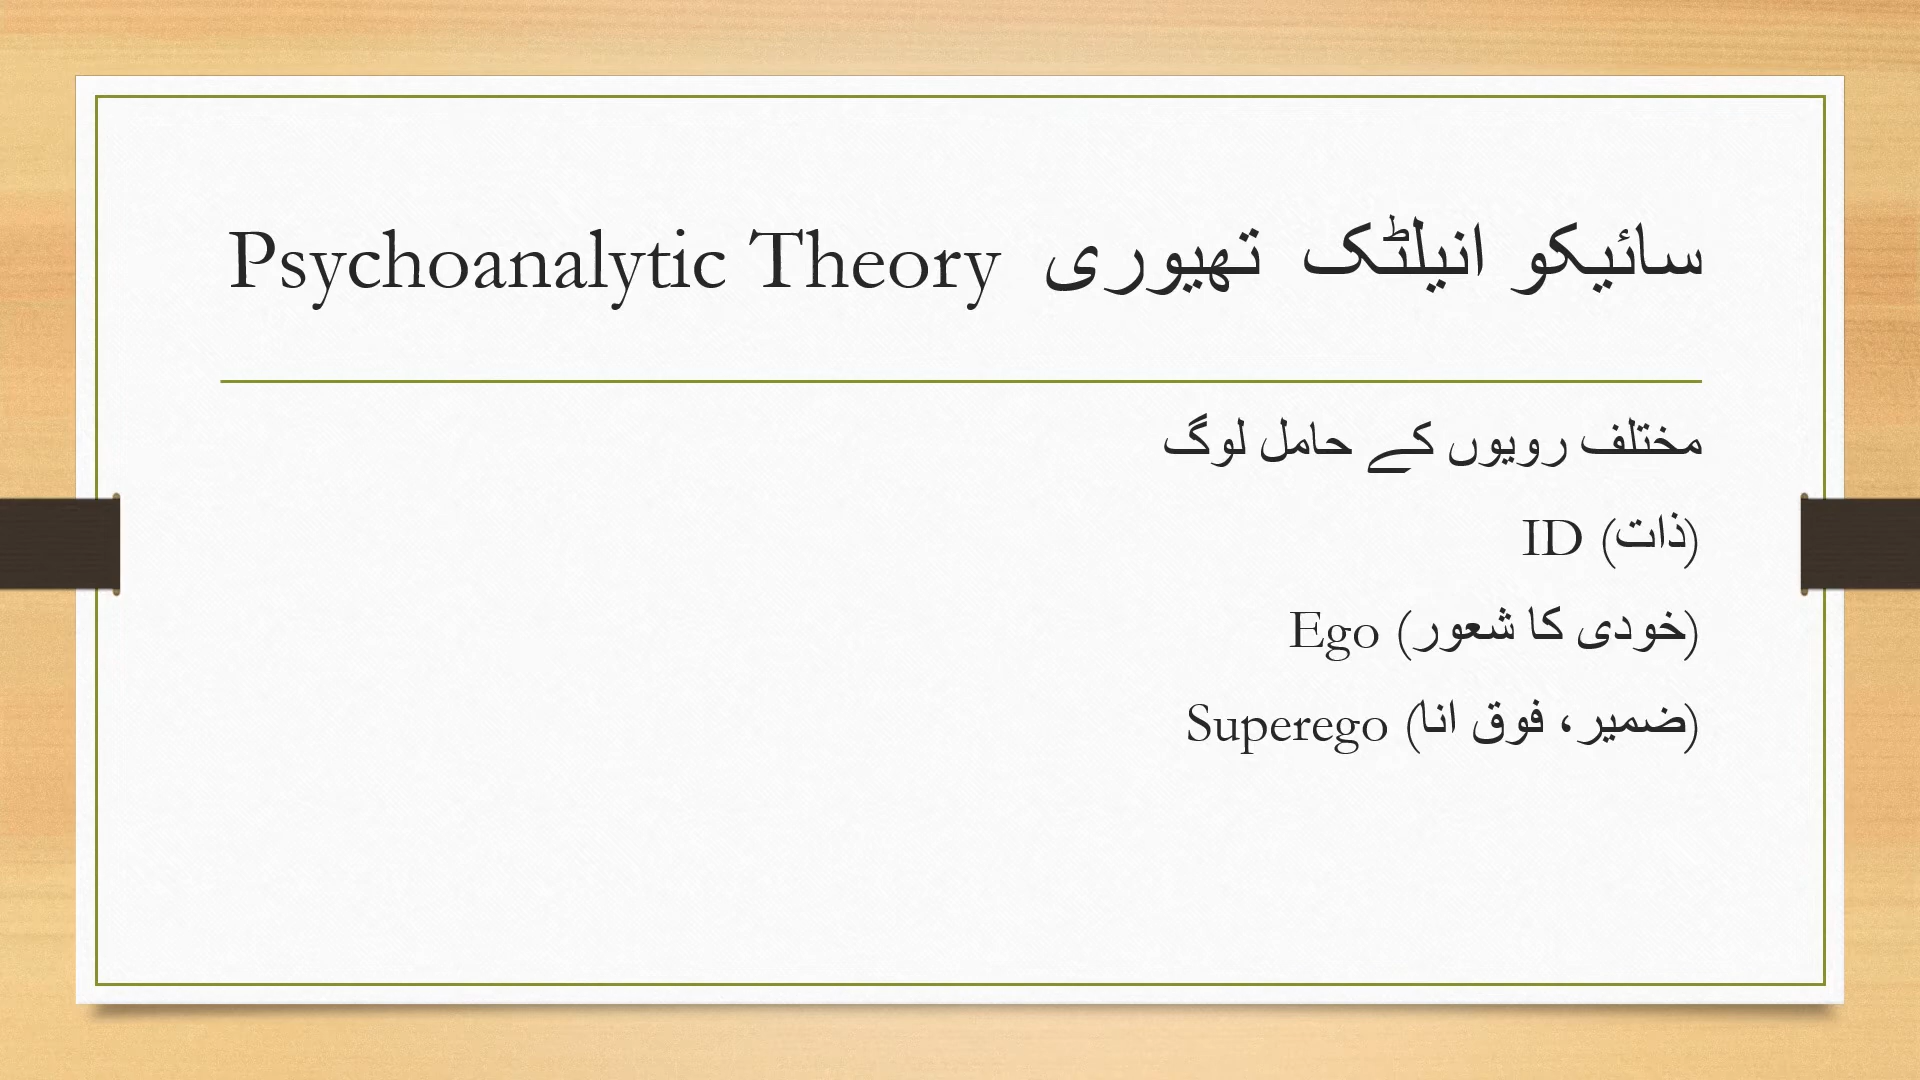 سائیکو انیلٹک تھیوری Psychoanalytic Theory
مختلف رویوں کے حامل لوگ
(ذات) ID
(خودی کا شعور) Ego
(ضمیر، فوق انا) Superego